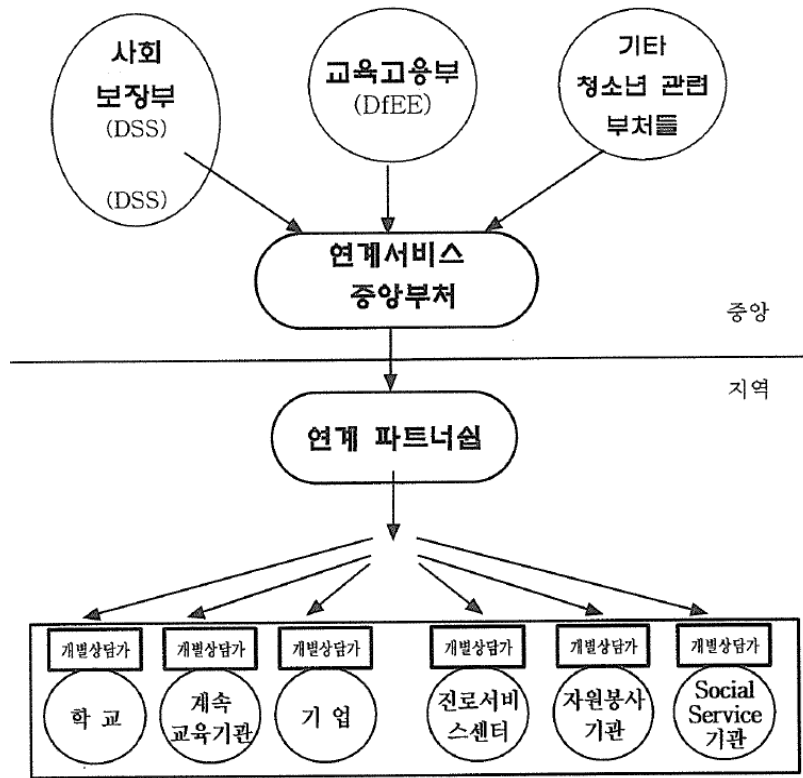 사회
보장부
(DSS)
(DSS)
교육고용부
(DfEE)
기타
청소년 관련
부처들
연계서비스
중앙부처
중앙
지역
연계 파트너쉽
개별상담가
개별상담가
개별상담가
개별상담가
개별상담가
개별상담가
학 교
계속
교육기관
기 업
진로서비
스센터
자원봉사
기관
Social
Service
기관